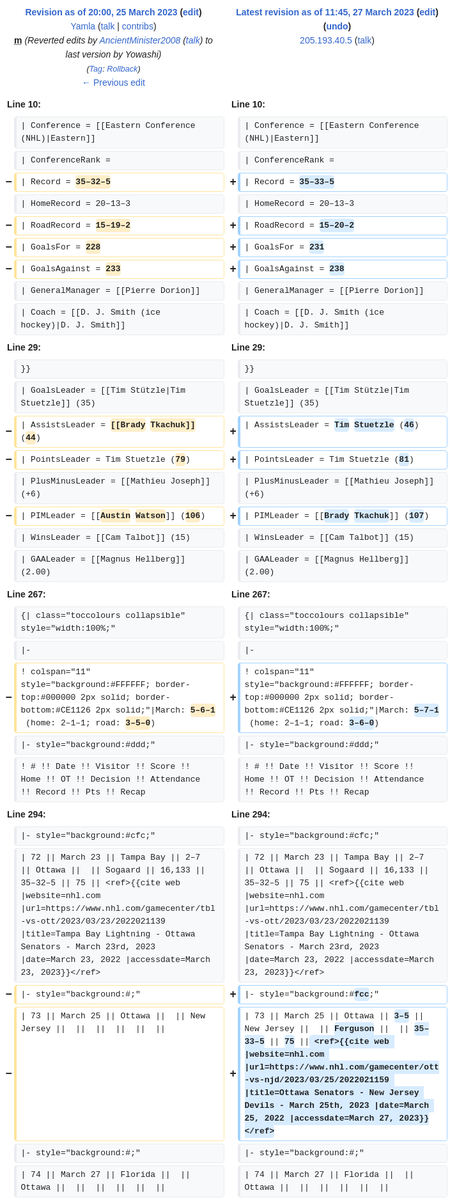 Revision as of 20:00, 25 March 2023 (edit)
Yamla (talk | contribs)
m (Reverted edits by AncientMinister2008 (talk) to
last version by Yowashi)
(Tag: Rollback)
← Previous edit
Latest revision as of 11:45, 27 March 2023 (edit)
(undo)
205.193.40.5 (talk)
Line 10:
Line 10:
| Conference = [[Eastern Conference
(NHL)|Eastern]]
| Conference = [[Eastern Conference
(NHL)|Eastern]]
| ConferenceRank =
| ConferenceRank =
− | Record = 35–32–5
+ | Record = 35–33–5
| HomeRecord = 20–13–3
| HomeRecord = 20–13–3
− | RoadRecord = 15–19–2
+ | RoadRecord = 15–20–2
− | GoalsFor = 228
+ | GoalsFor = 231
− | GoalsAgainst = 233
+ | GoalsAgainst = 238
| GeneralManager = [[Pierre Dorion]]
| GeneralManager = [[Pierre Dorion]]
| Coach = [[D. J. Smith (ice
hockey)|D. J. Smith]]
| Coach = [[D. J. Smith (ice
hockey)|D. J. Smith]]
Line 29:
Line 29:
}}
}}
| GoalsLeader = [[Tim Stützle|Tim
Stuetzle]] (35)
| GoalsLeader = [[Tim Stützle|Tim
Stuetzle]] (35)
− | AssistsLeader = [[Brady Tkachuk]]
(44)
+ | AssistsLeader = Tim Stuetzle (46)
− | PointsLeader = Tim Stuetzle (79)
+ | PointsLeader = Tim Stuetzle (81)
| PlusMinusLeader = [[Mathieu Joseph]]
(+6)
| PlusMinusLeader = [[Mathieu Joseph]]
(+6)
− | PIMLeader = [[Austin Watson]] (106)
+ | PIMLeader = [[Brady Tkachuk]] (107)
| WinsLeader = [[Cam Talbot]] (15)
| WinsLeader = [[Cam Talbot]] (15)
| GAALeader = [[Magnus Hellberg]]
(2.00)
| GAALeader = [[Magnus Hellberg]]
(2.00)
Line 267:
Line 267:
{| class="toccolours collapsible"
style="width:100%;"
{| class="toccolours collapsible"
style="width:100%;"
|-
|-
− ! colspan="11"
style="background:#FFFFFF; border-
top:#000000 2px solid; border-
bottom:#CE1126 2px solid;"|March: 5–6–1
(home: 2–1–1; road: 3–5–0)
+ ! colspan="11"
style="background:#FFFFFF; border-
top:#000000 2px solid; border-
bottom:#CE1126 2px solid;"|March: 5–7–1
(home: 2–1–1; road: 3–6–0)
|- style="background:#ddd;"
|- style="background:#ddd;"
! # !! Date !! Visitor !! Score !!
Home !! OT !! Decision !! Attendance
!! Record !! Pts !! Recap
! # !! Date !! Visitor !! Score !!
Home !! OT !! Decision !! Attendance
!! Record !! Pts !! Recap
Line 294:
Line 294:
|- style="background:#cfc;"
|- style="background:#cfc;"
| 72 || March 23 || Tampa Bay || 2–7
|| Ottawa ||  || Sogaard || 16,133 ||
35–32–5 || 75 || <ref>{{cite web
|website=nhl.com
|url=https://www.nhl.com/gamecenter/tbl
-vs-ott/2023/03/23/2022021139
|title=Tampa Bay Lightning - Ottawa
Senators - March 23rd, 2023
|date=March 23, 2022 |accessdate=March
23, 2023}}</ref>
| 72 || March 23 || Tampa Bay || 2–7
|| Ottawa ||  || Sogaard || 16,133 ||
35–32–5 || 75 || <ref>{{cite web
|website=nhl.com
|url=https://www.nhl.com/gamecenter/tbl
-vs-ott/2023/03/23/2022021139
|title=Tampa Bay Lightning - Ottawa
Senators - March 23rd, 2023
|date=March 23, 2022 |accessdate=March
23, 2023}}</ref>
− |- style="background:#;"
+ |- style="background:#fcc;"
− | 73 || March 25 || Ottawa ||  || New
Jersey ||  ||  ||  ||  ||  ||
+ | 73 || March 25 || Ottawa || 3–5 ||
New Jersey ||  || Ferguson ||  || 35–
33–5 || 75 || <ref>{{cite web
|website=nhl.com
|url=https://www.nhl.com/gamecenter/ott
-vs-njd/2023/03/25/2022021159
|title=Ottawa Senators - New Jersey
Devils - March 25th, 2023 |date=March
25, 2022 |accessdate=March 27, 2023}}
</ref>
|- style="background:#;"
|- style="background:#;"
| 74 || March 27 || Florida ||  ||
Ottawa ||  ||  ||  ||  ||  ||
| 74 || March 27 || Florida ||  ||
Ottawa ||  ||  ||  ||  ||  ||